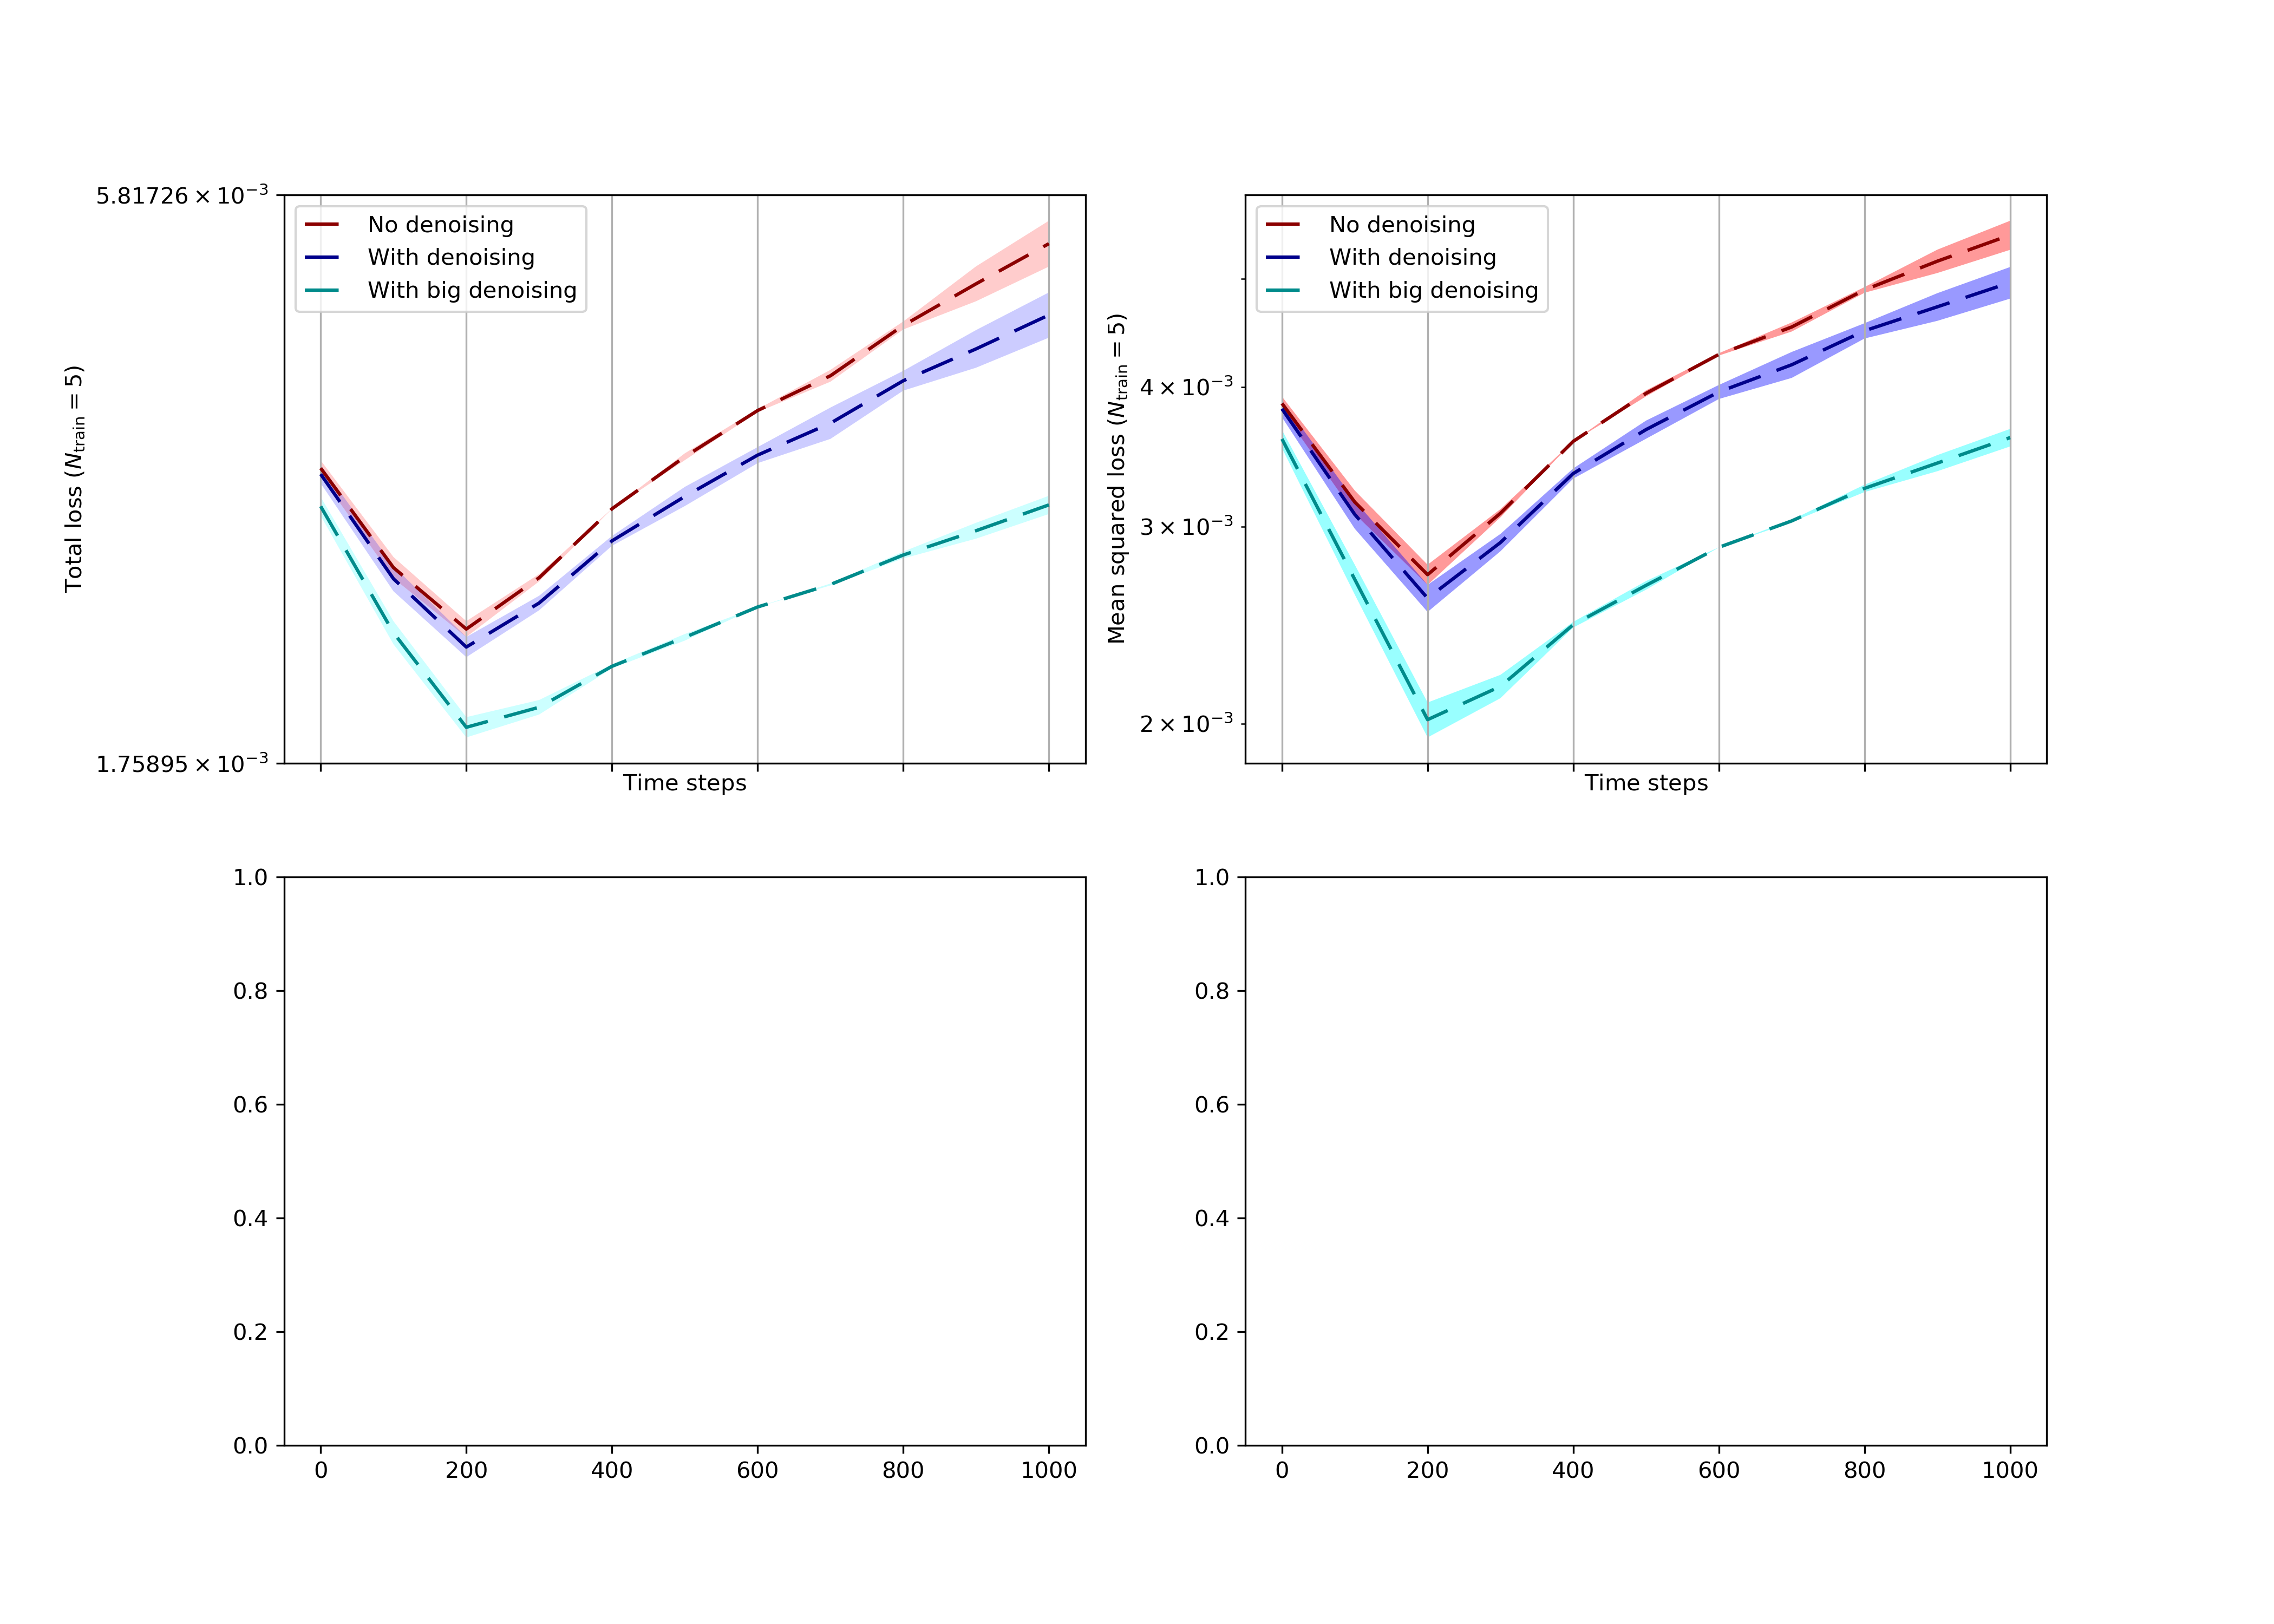 5.81726 × 10⁻³
1.75895 × 10⁻³
Total loss (N_train = 5)
No denoising
With denoising
With big denoising
Time steps
4 × 10⁻³
3 × 10⁻³
2 × 10⁻³
Mean squared loss (N_train = 5)
No denoising
With denoising
With big denoising
Time steps
1.0
0.8
0.6
0.4
0.2
0.0
0 200 400 600 800 1000
1.0
0.8
0.6
0.4
0.2
0.0
0 200 400 600 800 1000